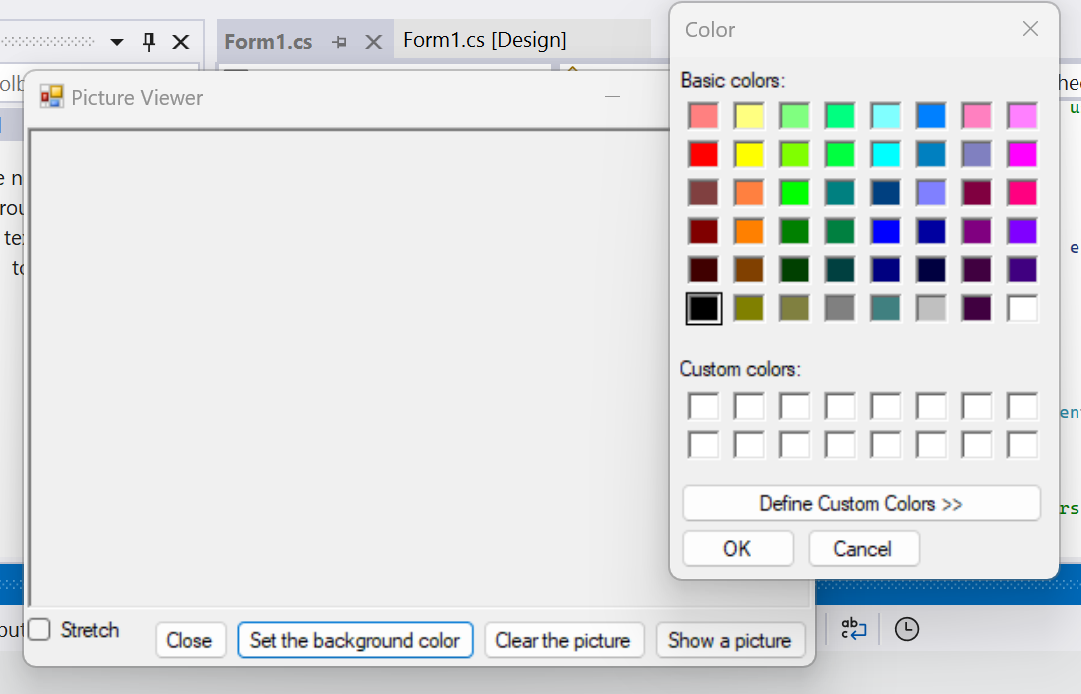 Form1.cs
Form1.cs [Design]
Color
Picture Viewer
Basic colors:
Custom colors:
Define Custom Colors >>
OK
Cancel
Stretch
Close
Set the background color
Clear the picture
Show a picture